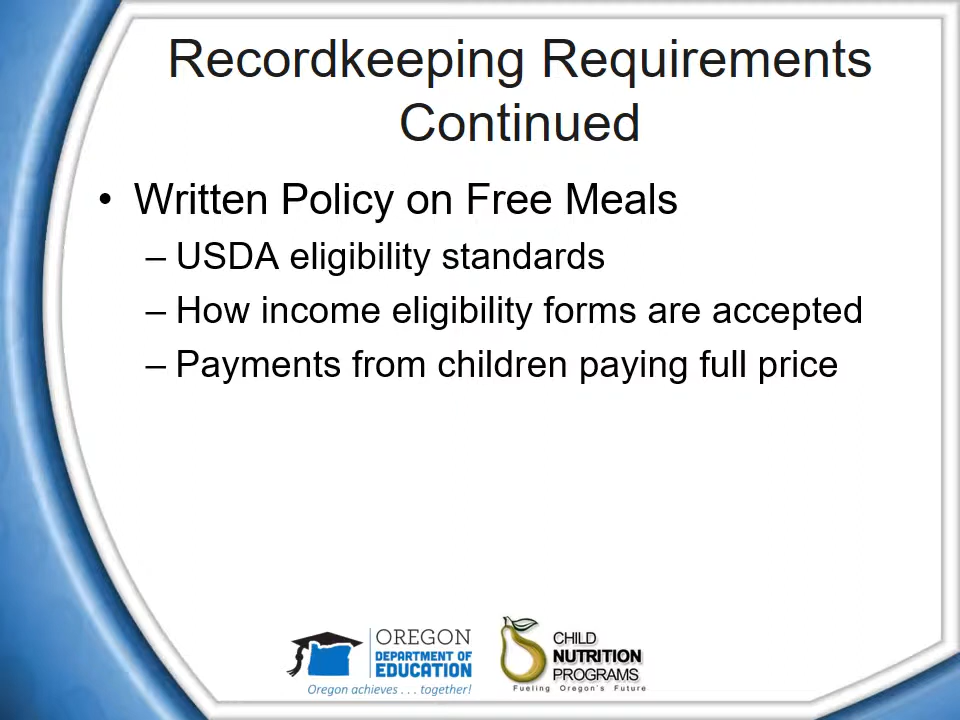 Recordkeeping Requirements
Continued
• Written Policy on Free Meals
– USDA eligibility standards
– How income eligibility forms are accepted
– Payments from children paying full price
OREGON
DEPARTMENT OF
EDUCATION
Oregon achieves . . . together!
CHILD
NUTRITION
PROGRAMS
Fueling Oregon's Future